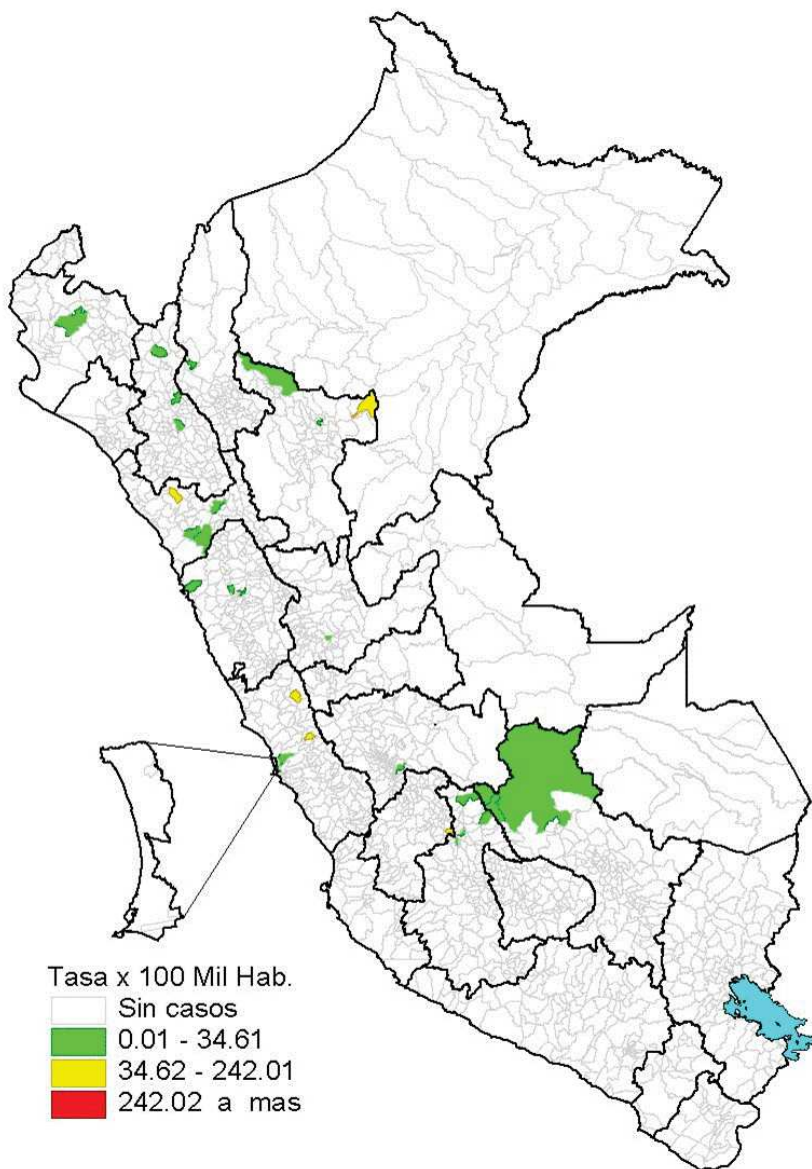 Tasa x 100 Mil Hab.
Sin casos
0.01 - 34.61
34.62 - 242.01
242.02 a mas